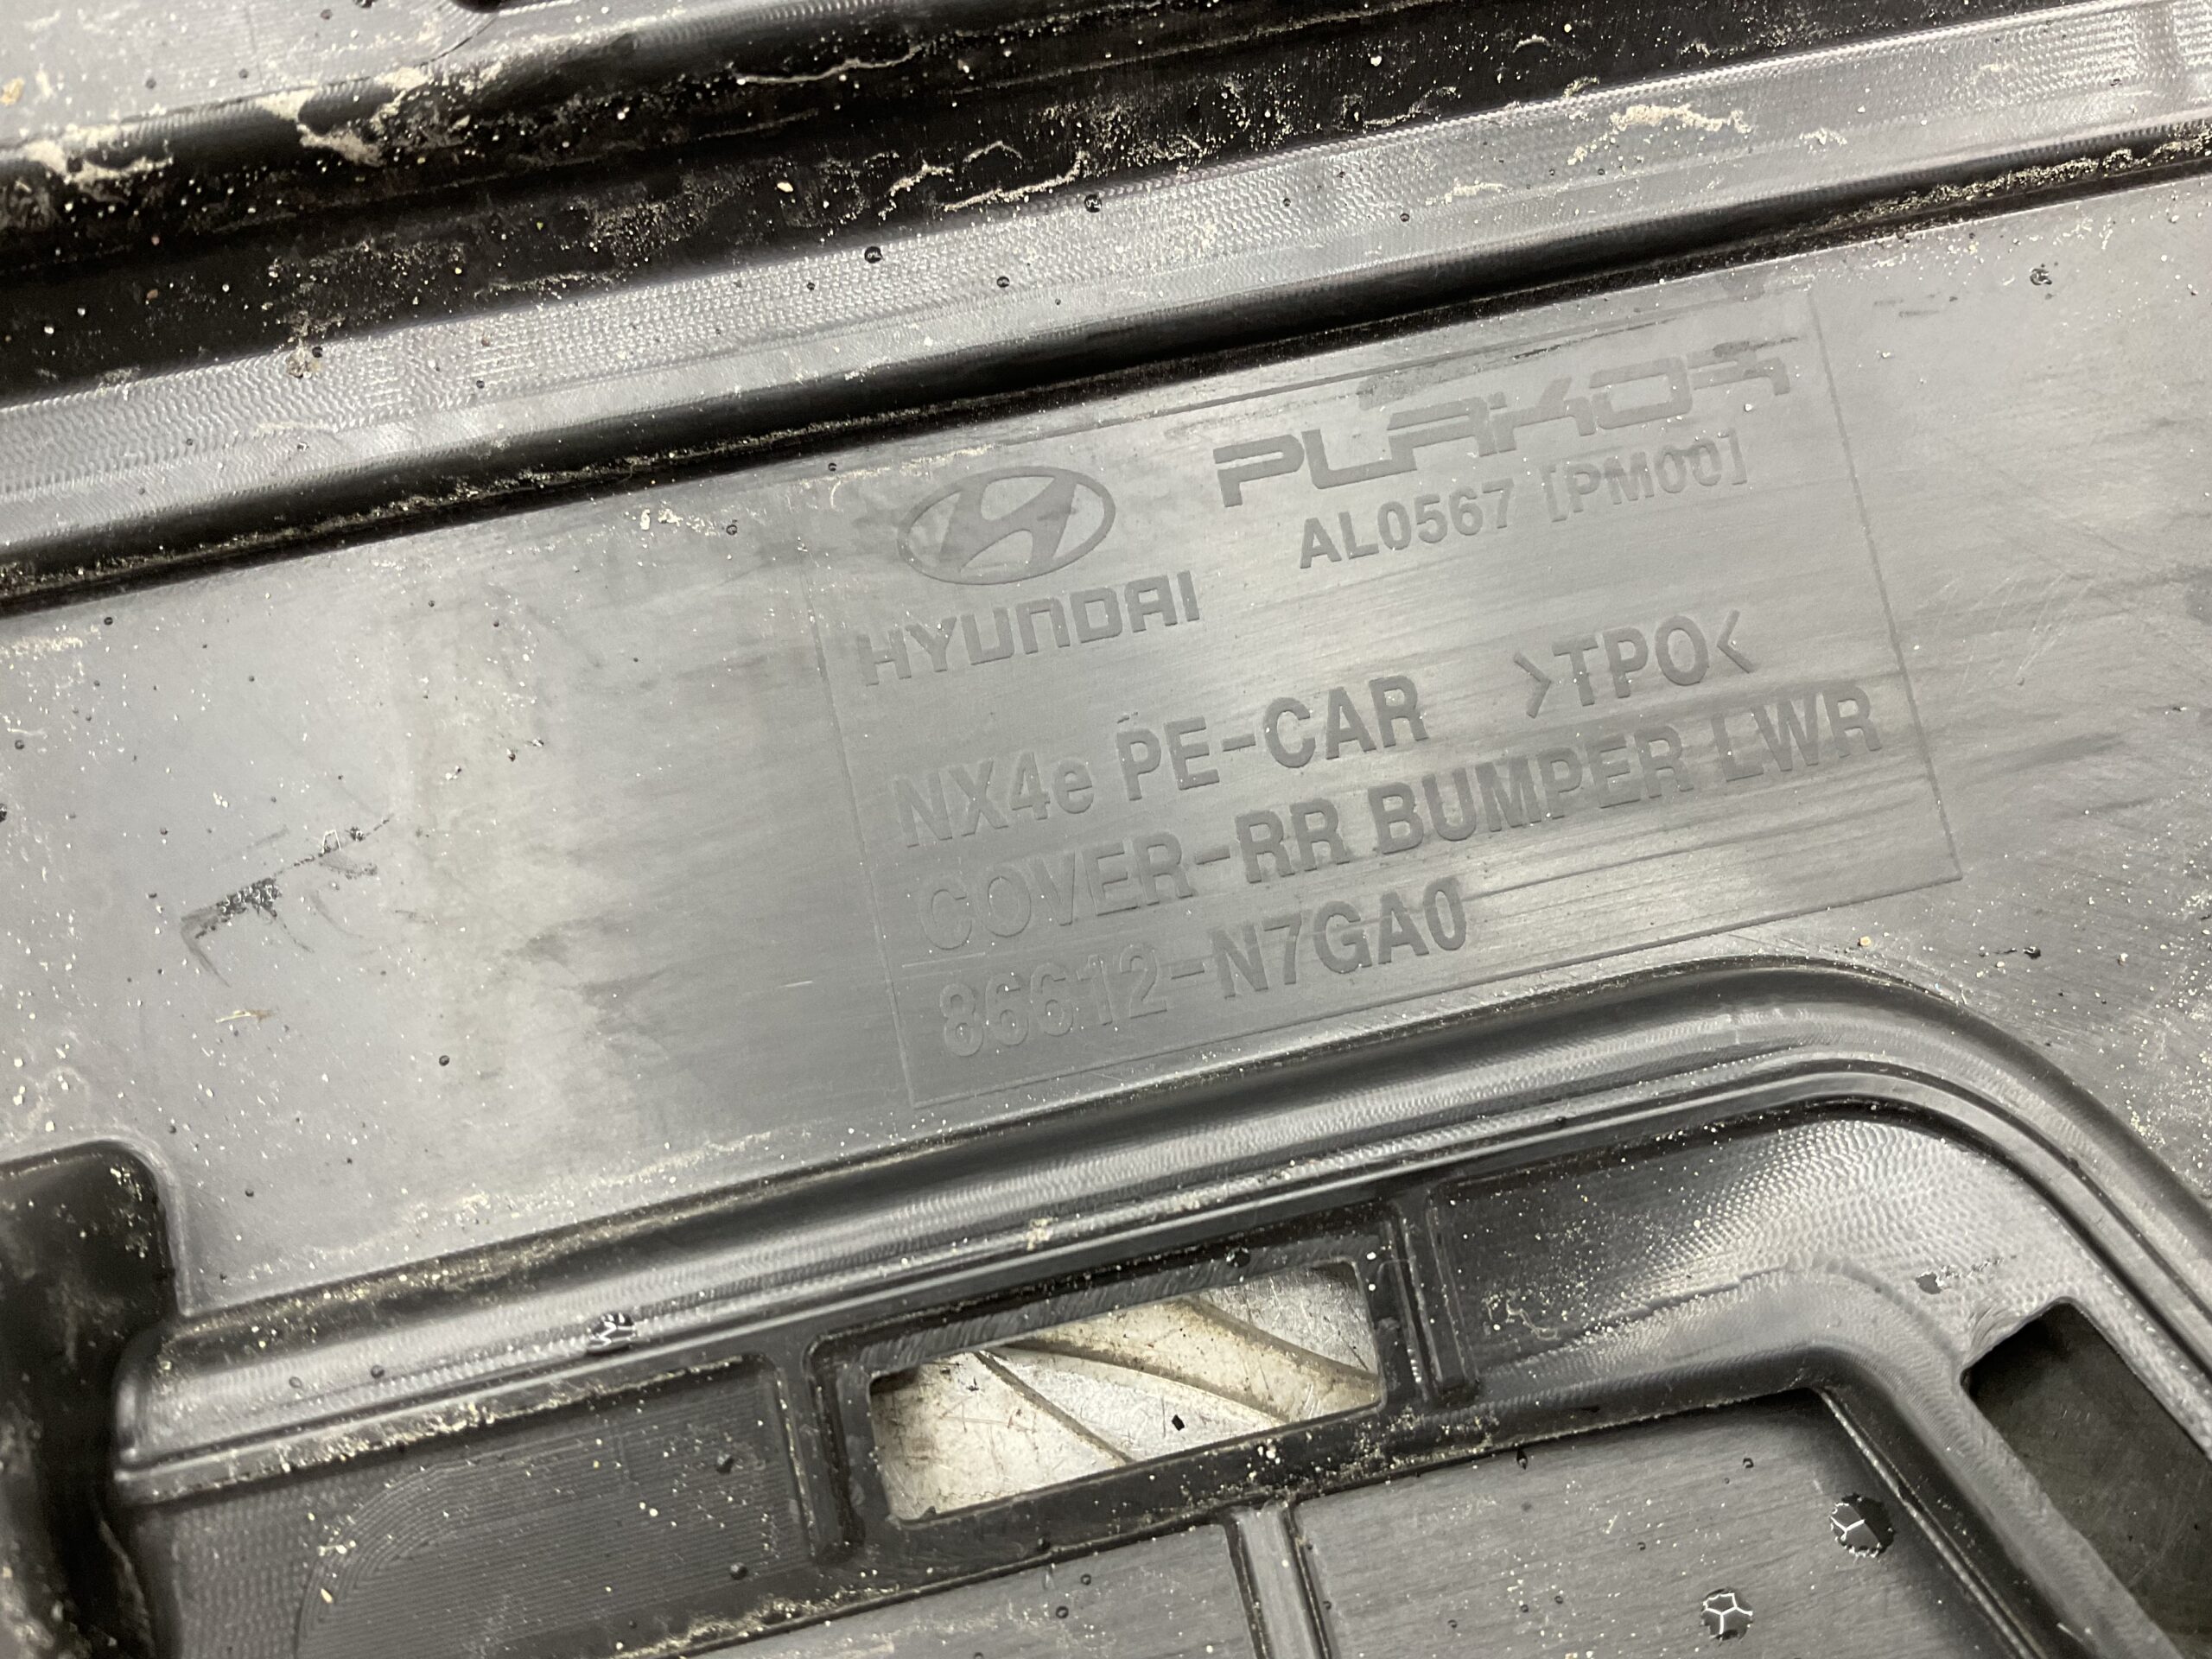 PLAKOR
AL0567 [PM00]
HYUNDAI
NX4e PE-CAR >TPO<
COVER-RR BUMPER LWR
86612-N7GA0